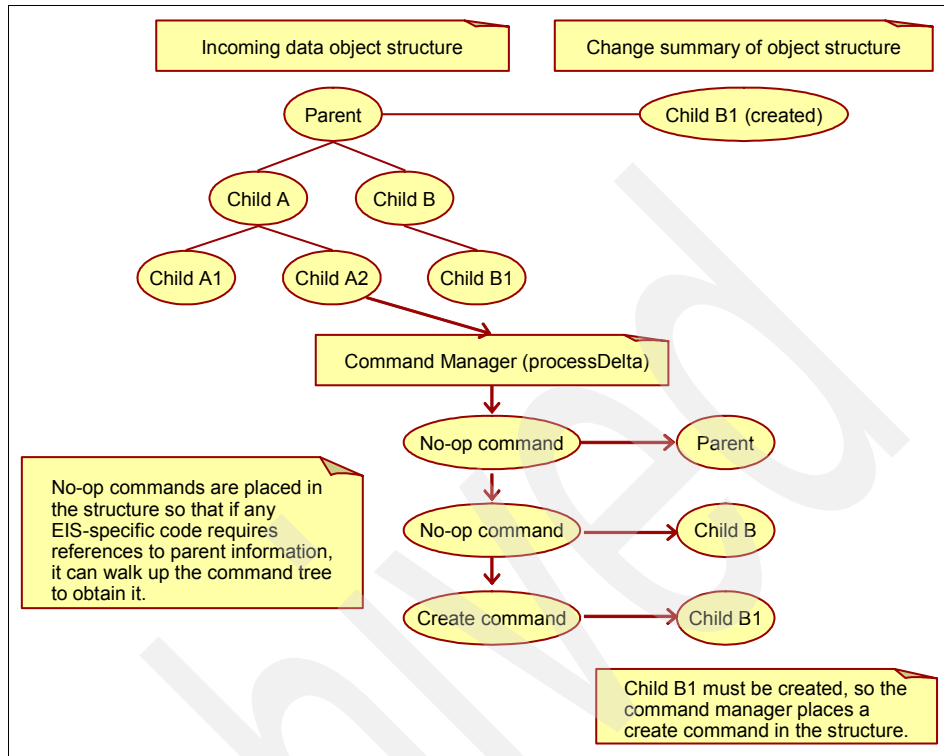 Incoming data object structure
Change summary of object structure
Parent
Child B1 (created)
Child A
Child B
Child A1
Child A2
Child B1
Command Manager (processDelta)
No-op command
Parent
No-op commands are placed in
the structure so that if any
EIS-specific code requires
references to parent information,
it can walk up the command tree
to obtain it.
No-op command
Child B
Create command
Child B1
Child B1 must be created, so the
command manager places a
create command in the structure.
hived